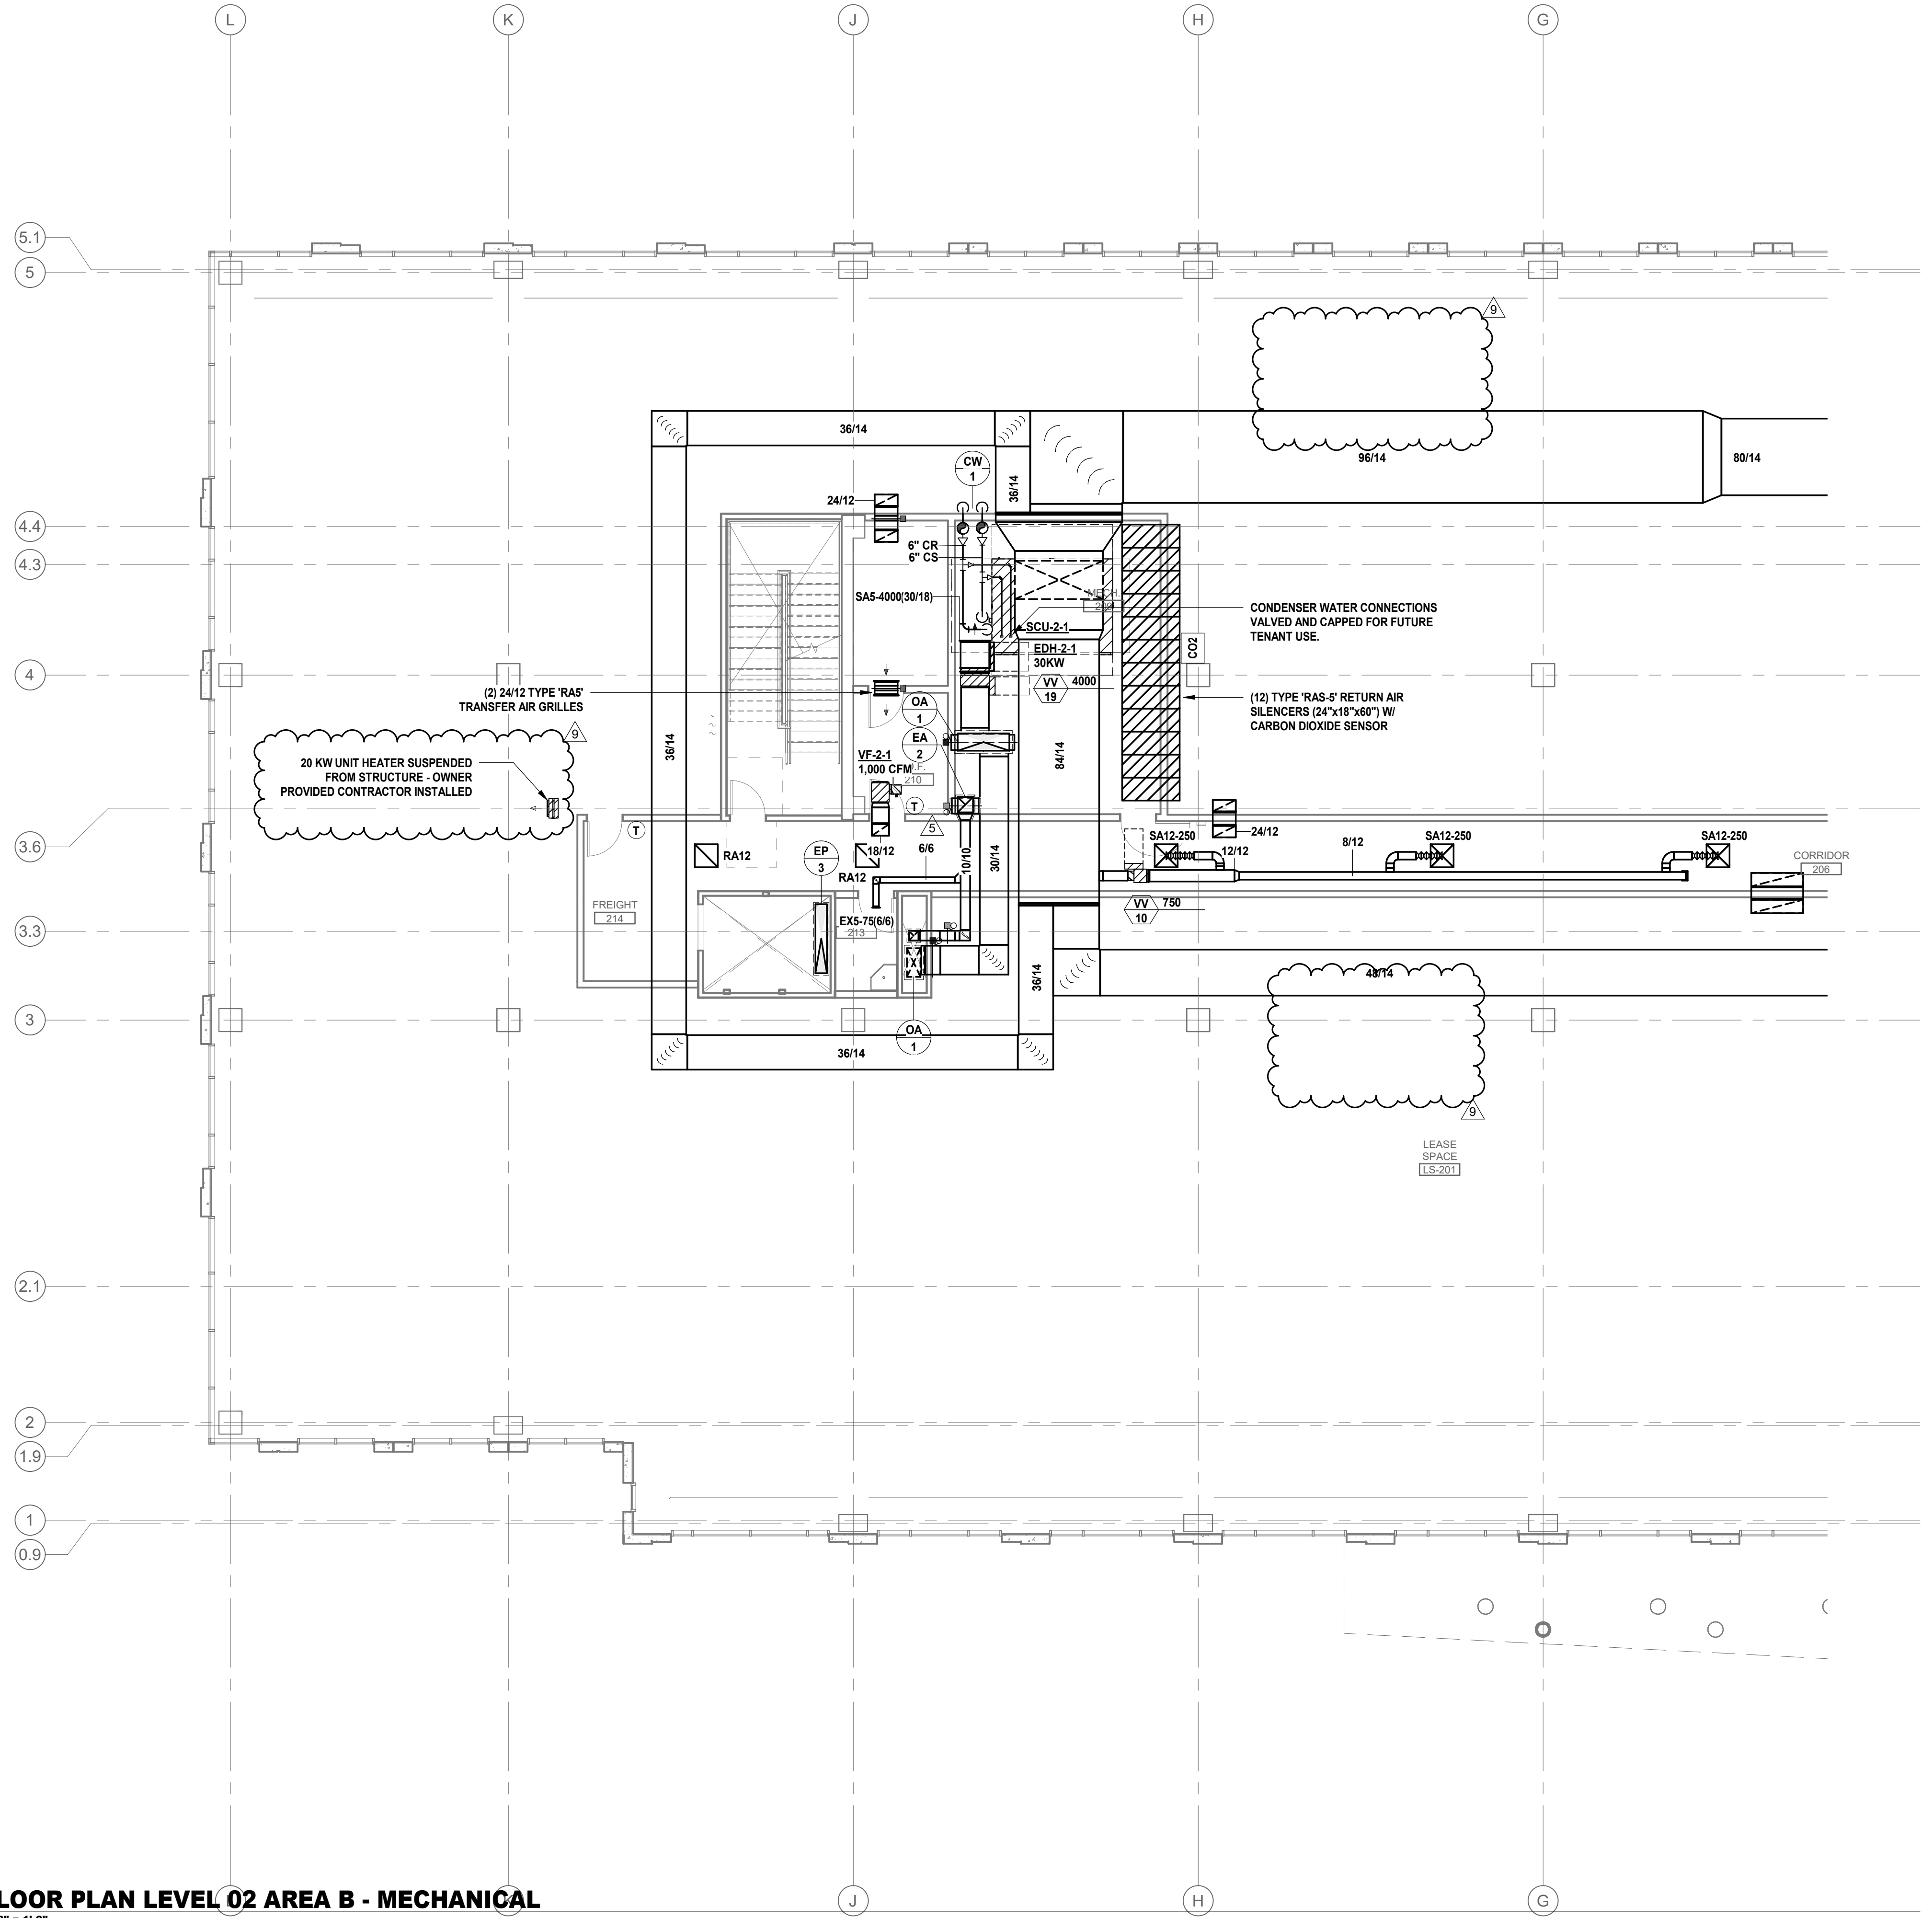 L
K
J
H
G
5.1
5
9
36/14
96/14
80/14
CW
1
36/14
24/12
4.4
6" CR
6" CS
4.3
SA5-4000(30/18)
MECH.
CONDENSER WATER CONNECTIONS
VALVED AND CAPPED FOR FUTURE
TENANT USE.
SCU-2-1
EDH-2-1
30KW
CO2
4
VV
19
4000
(2) 24/12 TYPE 'RA5'
TRANSFER AIR GRILLES
(12) TYPE 'RAS-5' RETURN AIR
SILENCERS (24"x18"x60") W/
CARBON DIOXIDE SENSOR
OA
1
EA
2
9
36/14
84/14
20 KW UNIT HEATER SUSPENDED
FROM STRUCTURE - OWNER
PROVIDED CONTRACTOR INSTALLED
VF-2-1
1,000 CFM
210
T
T
5
3.6
24/12
SA12-250
SA12-250
SA12-250
RA12
EP
3
18/12
6/6
10/10
30/14
12/12
8/12
CORRIDOR
206
RA12
FREIGHT
214
EX5-75(6/6)
213
VV
10
750
3.3
36/14
48/14
3
OA
1
36/14
9
LEASE
SPACE
LS-201
2.1
2
1.9
1
0.9
LOOR PLAN LEVEL 02 AREA B - MECHANICAL
J
H
G